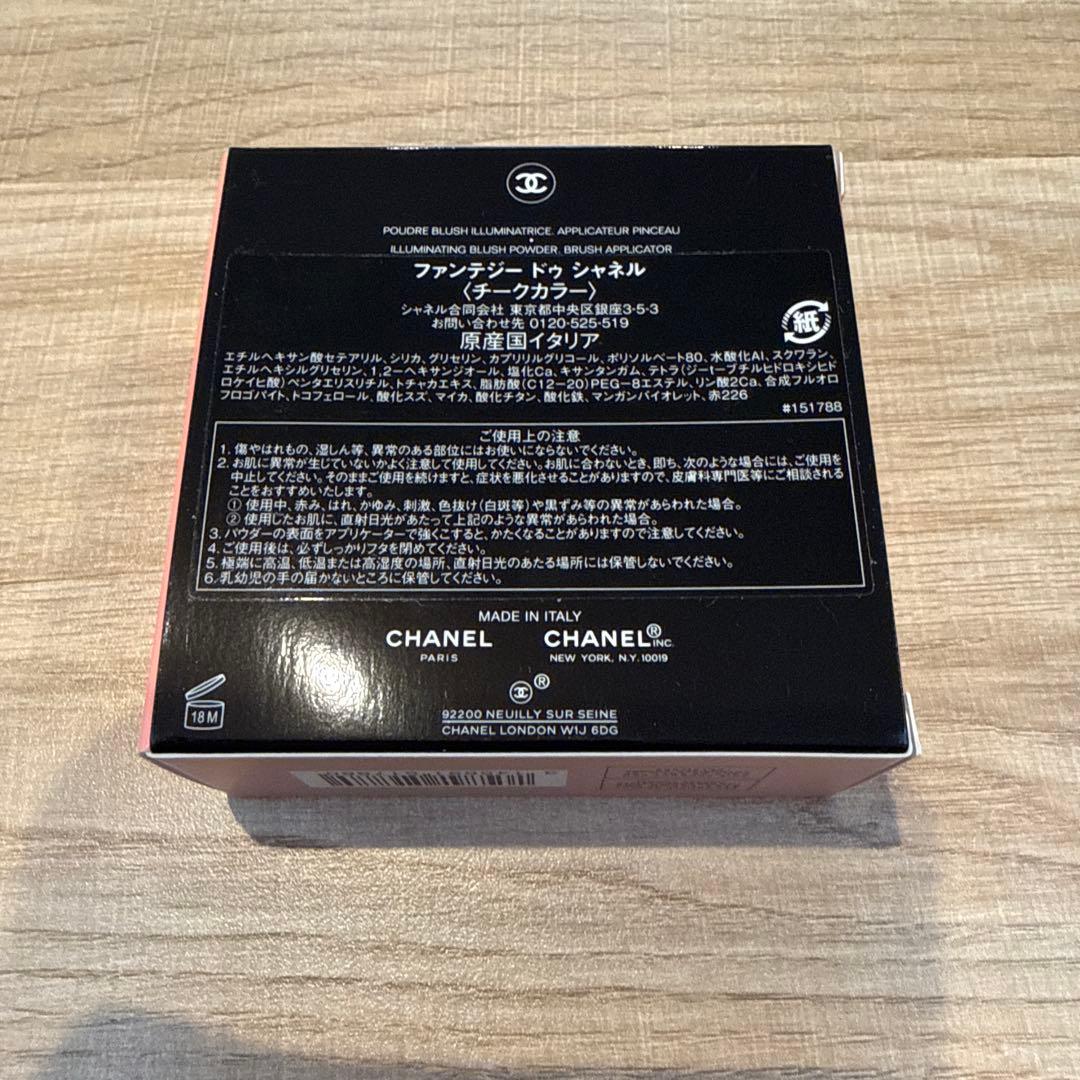 POUDRE BLUSH ILLUMINATRICE. APPLICATEUR PINCEAU
•
ILLUMINATING BLUSH POWDER. BRUSH APPLICATOR
ファンテジー ドゥ シャネル
〈チークカラー〉
シャネル合同会社 東京都中央区銀座3-5-3
お問い合わせ先 0120-525-519
原産国イタリア
紙
エチルヘキサン酸セテアリル、シリカ、グリセリン、カプリリルグリコール、ポリソルベート80、水酸化Al、スクワラン、
エチルヘキシルグリセリン、1,2-ヘキサンジオール、塩化Ca、キサンタンガム、テトラ(ジ-t-ブチルヒドロキシヒド
ロケイヒ酸)ペンタエリスリチル、トチャカエキス、脂肪酸(C12-20)PEG-8エステル、リン酸2Ca、合成フルオロ
フロゴパイト、トコフェロール、酸化スズ、マイカ、酸化チタン、酸化鉄、マンガンバイオレット、赤226
#151788
ご使用上の注意
1. 傷やはれもの、湿しん等、異常のある部位にはお使いにならないでください。
2. お肌に異常が生じていないかよく注意して使用してください。お肌に合わないとき、即ち、次のような場合には、ご使用を
中止してください。そのままご使用を続けますと、症状を悪化させることがありますので、皮膚科専門医等にご相談される
ことをおすすめいたします。
① 使用中、赤み、はれ、かゆみ、刺激、色抜け(白斑等)や黒ずみ等の異常があらわれた場合。
② 使用したお肌に、直射日光があたって上記のような異常があらわれた場合。
3. パウダーの表面をアプリケーターで強くこすると、かたくなることがありますので注意してください。
4. ご使用後は、必ずしっかりフタを閉めてください。
5. 極端に高温、低温または高湿度の場所、直射日光のあたる場所には保管しないでください。
6. 乳幼児の手の届かないところに保管してください。
MADE IN ITALY
CHANEL CHANEL® INC.
PARIS NEW YORK, N.Y. 10019
®
18 M
92200 NEUILLY SUR SEINE
CHANEL LONDON W1J 6DG